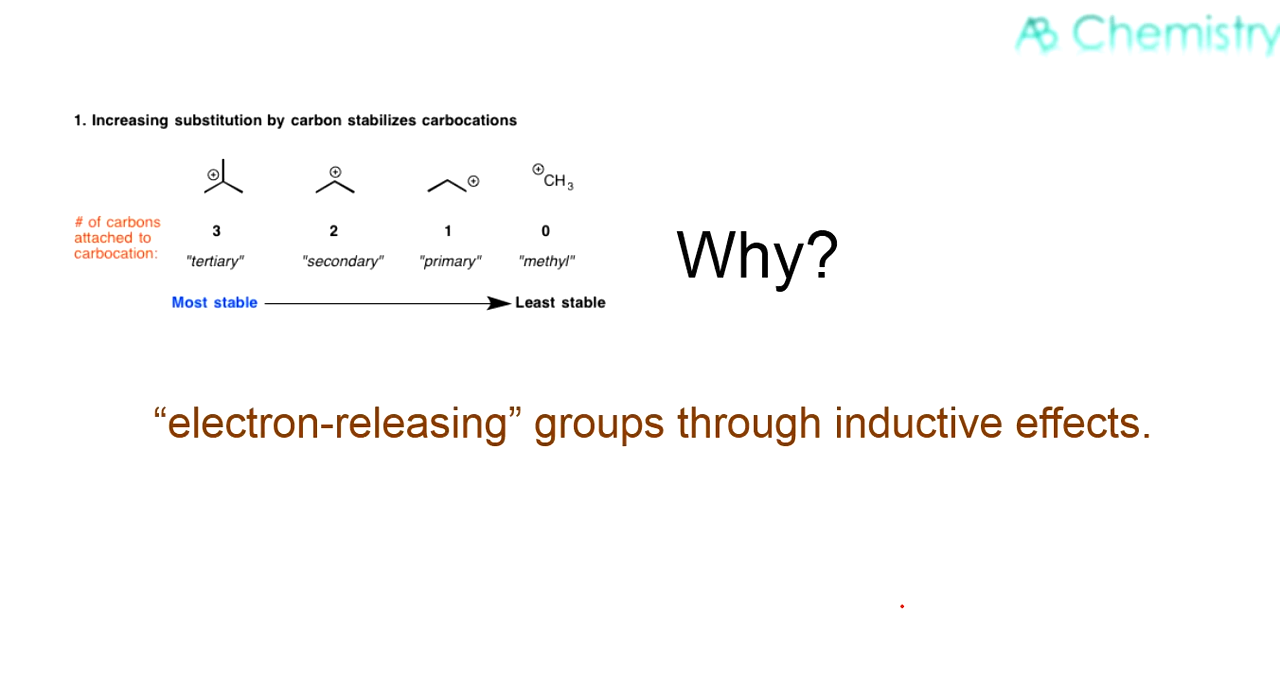 AB Chemistry
1. Increasing substitution by carbon stabilizes carbocations
⊕ ⊕ ⊕ ⊕CH3
# of carbons
attached to
carbocation:
3 2 1 0
"tertiary" "secondary" "primary" "methyl"
Most stable Least stable
Why?
“electron-releasing” groups through inductive effects.